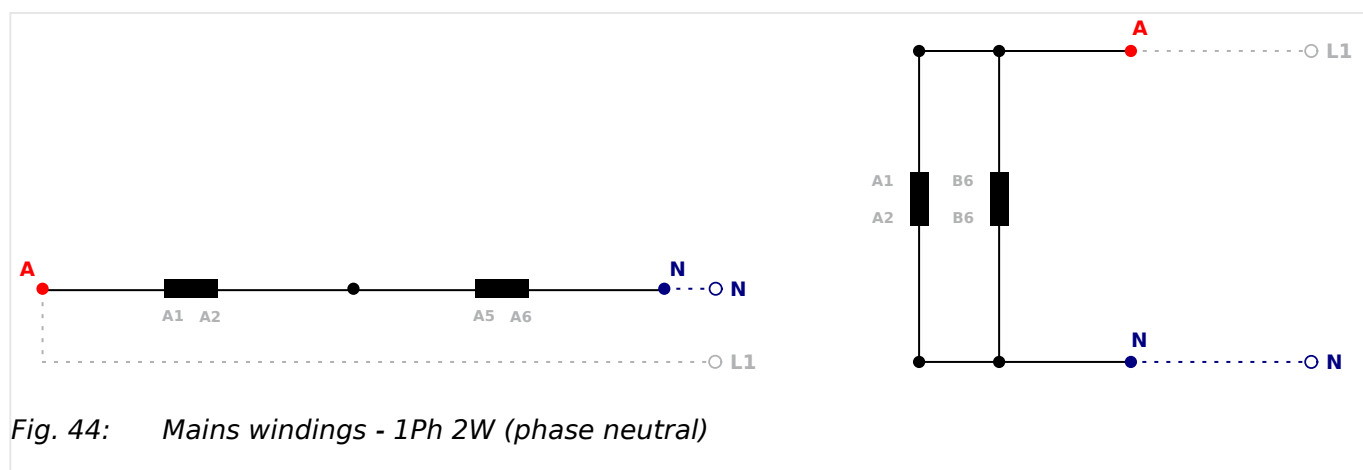 A
L1
A1
B6
A2
B6
A
N
N
A1 A2
A5 A6
L1
N
N
Fig. 44: Mains windings - 1Ph 2W (phase neutral)